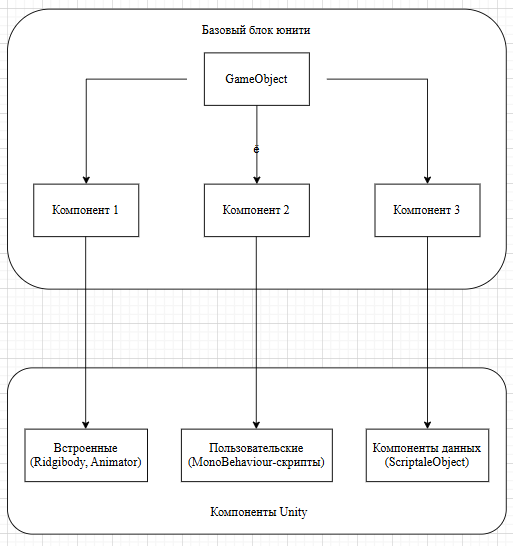 Базовый блок юнити
GameObject
ё
Компонент 1
Компонент 2
Компонент 3
Встроенные
(Ridgibody, Animator)
Пользовательские
(MonoBehaviour-скрипты)
Компоненты данных
(ScriptaleObject)
Компоненты Unity